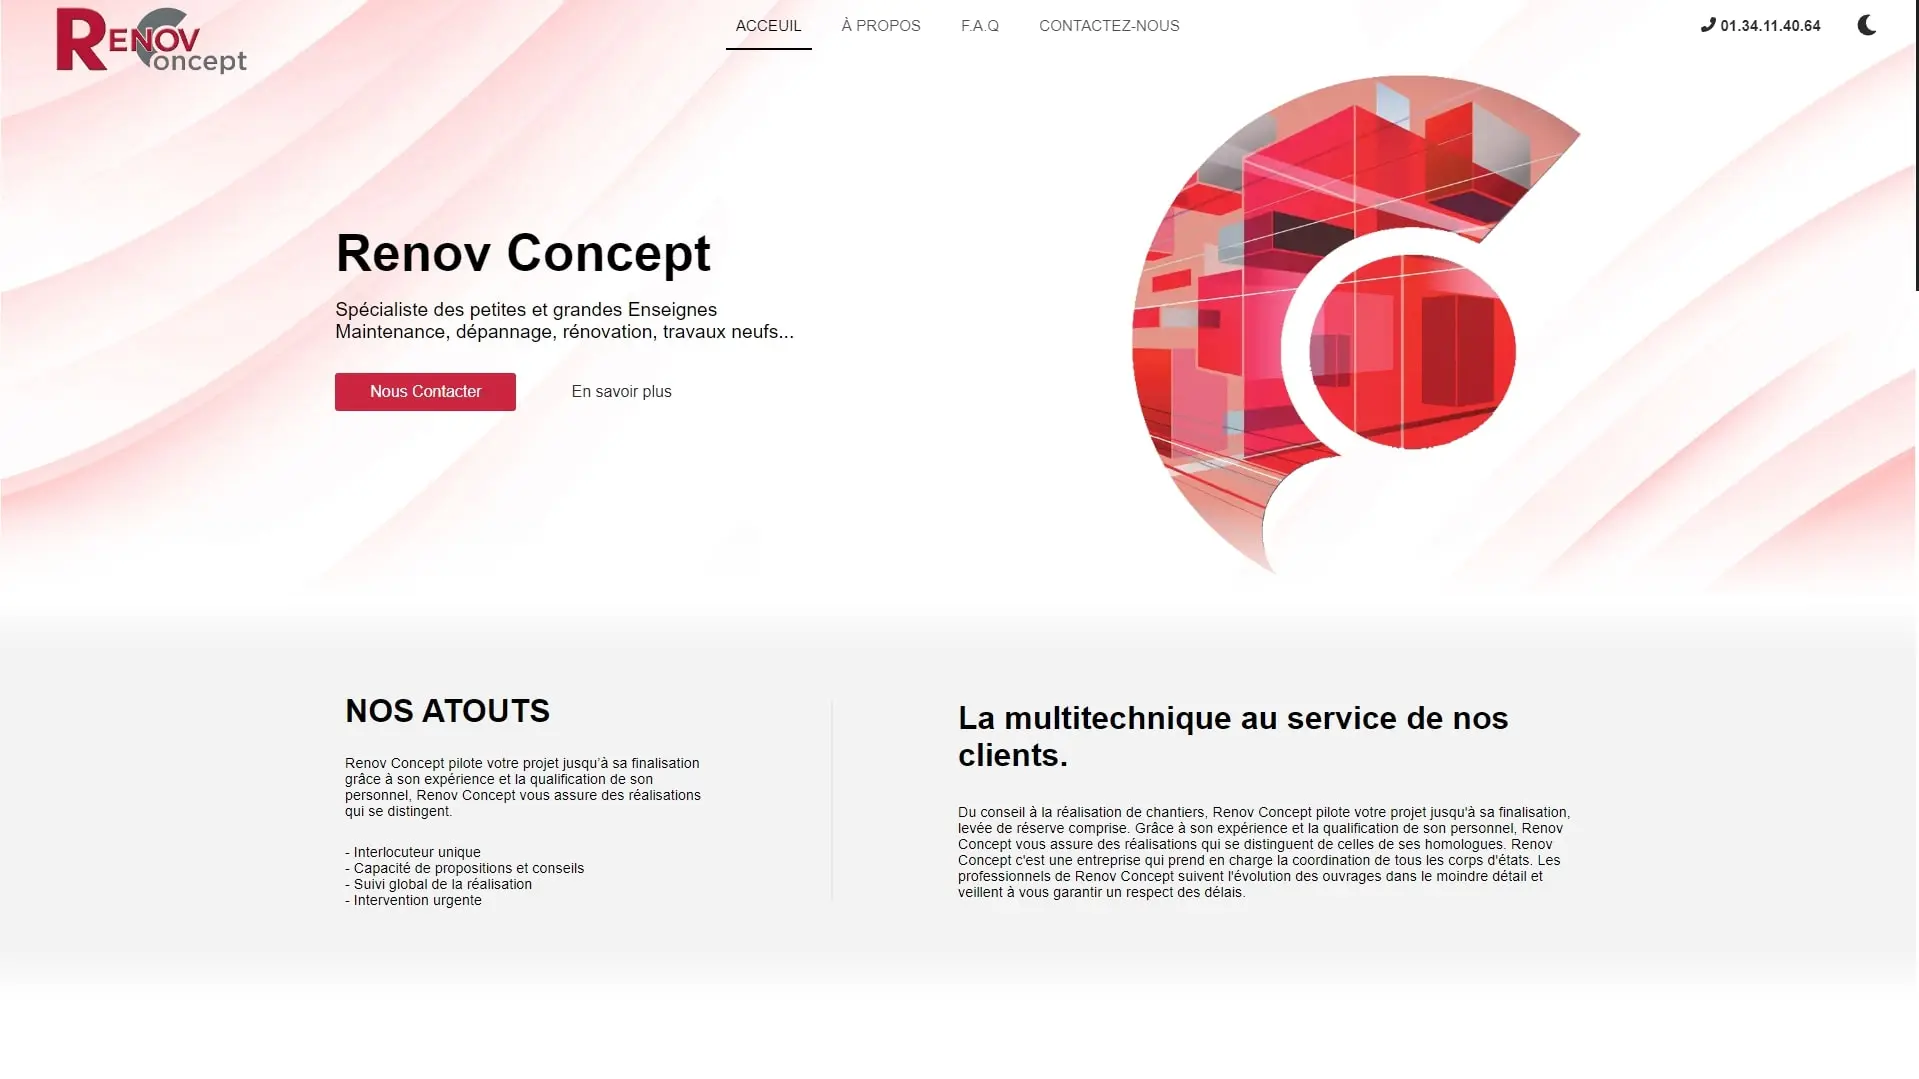 RENOV
Concept
ACCEUIL
À PROPOS
F.A.Q
CONTACTEZ-NOUS
01.34.11.40.64
Renov Concept
Spécialiste des petites et grandes Enseignes
Maintenance, dépannage, rénovation, travaux neufs...
Nous Contacter
En savoir plus
NOS ATOUTS
Renov Concept pilote votre projet jusqu'à sa finalisation
grâce à son expérience et la qualification de son
personnel, Renov Concept vous assure des réalisations
qui se distingent.
- Interlocuteur unique
- Capacité de propositions et conseils
- Suivi global de la réalisation
- Intervention urgente
La multitechnique au service de nos
clients.
Du conseil à la réalisation de chantiers, Renov Concept pilote votre projet jusqu'à sa finalisation,
levée de réserve comprise. Grâce à son expérience et la qualification de son personnel, Renov
Concept vous assure des réalisations qui se distinguent de celles de ses homologues. Renov
Concept c'est une entreprise qui prend en charge la coordination de tous les corps d'états. Les
professionnels de Renov Concept suivent l'évolution des ouvrages dans le moindre détail et
veillent à vous garantir un respect des délais.